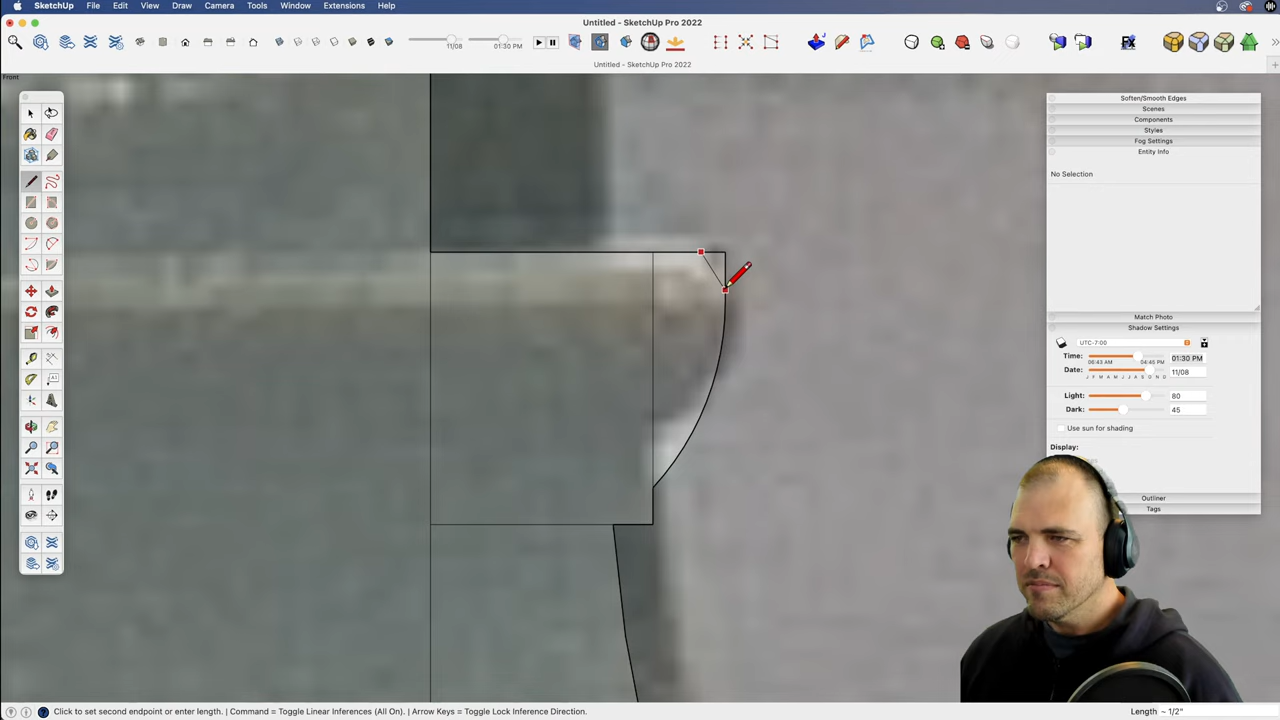 SketchUp File Edit View Draw Camera Tools Window Extensions Help
Untitled - SketchUp Pro 2022
11/08 01:30 PM
Untitled - SketchUp Pro 2022
Front
Soften/Smooth Edges
Scenes
Components
Styles
Fog Settings
Entity Info
No Selection
Match Photo
Shadow Settings
UTC-7:00
Time: 01:30 PM
06:43 AM 04:45 PM
Date: 11/08
J F M A M J J A S O N D
Light: 80
Dark: 45
Use sun for shading
Display:
Outliner
Tags
Click to set second endpoint or enter length. | Command = Toggle Linear Inferences (All On). | Arrow Keys = Toggle Lock Inference Direction. Length ~ 1/2"